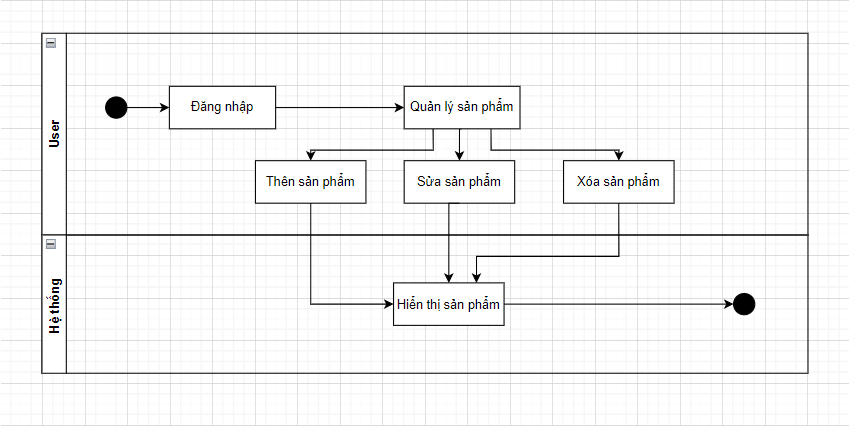 User
Đăng nhập
Quản lý sản phẩm
Thên sản phẩm
Sửa sản phẩm
Xóa sản phẩm
Hệ thống
Hiển thị sản phẩm